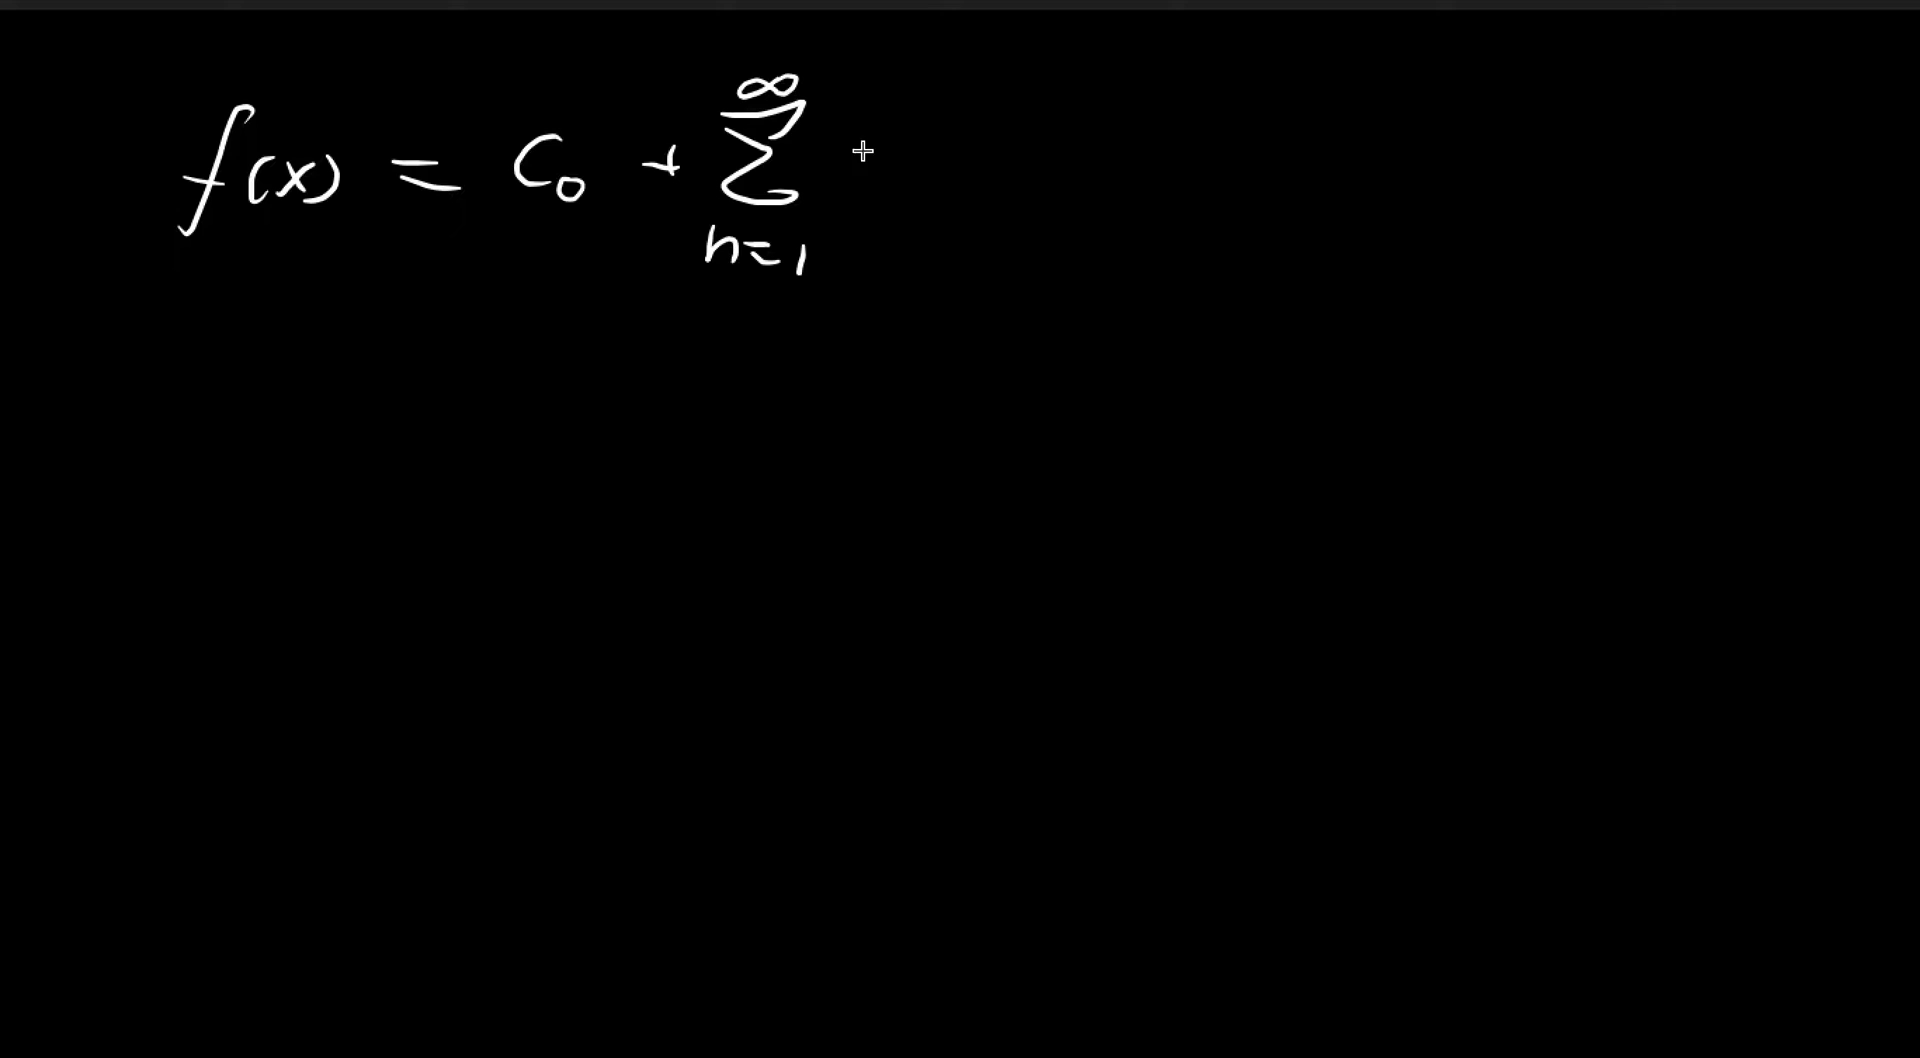 f(x) = C₀ + ∑_{n=1}^{∞}